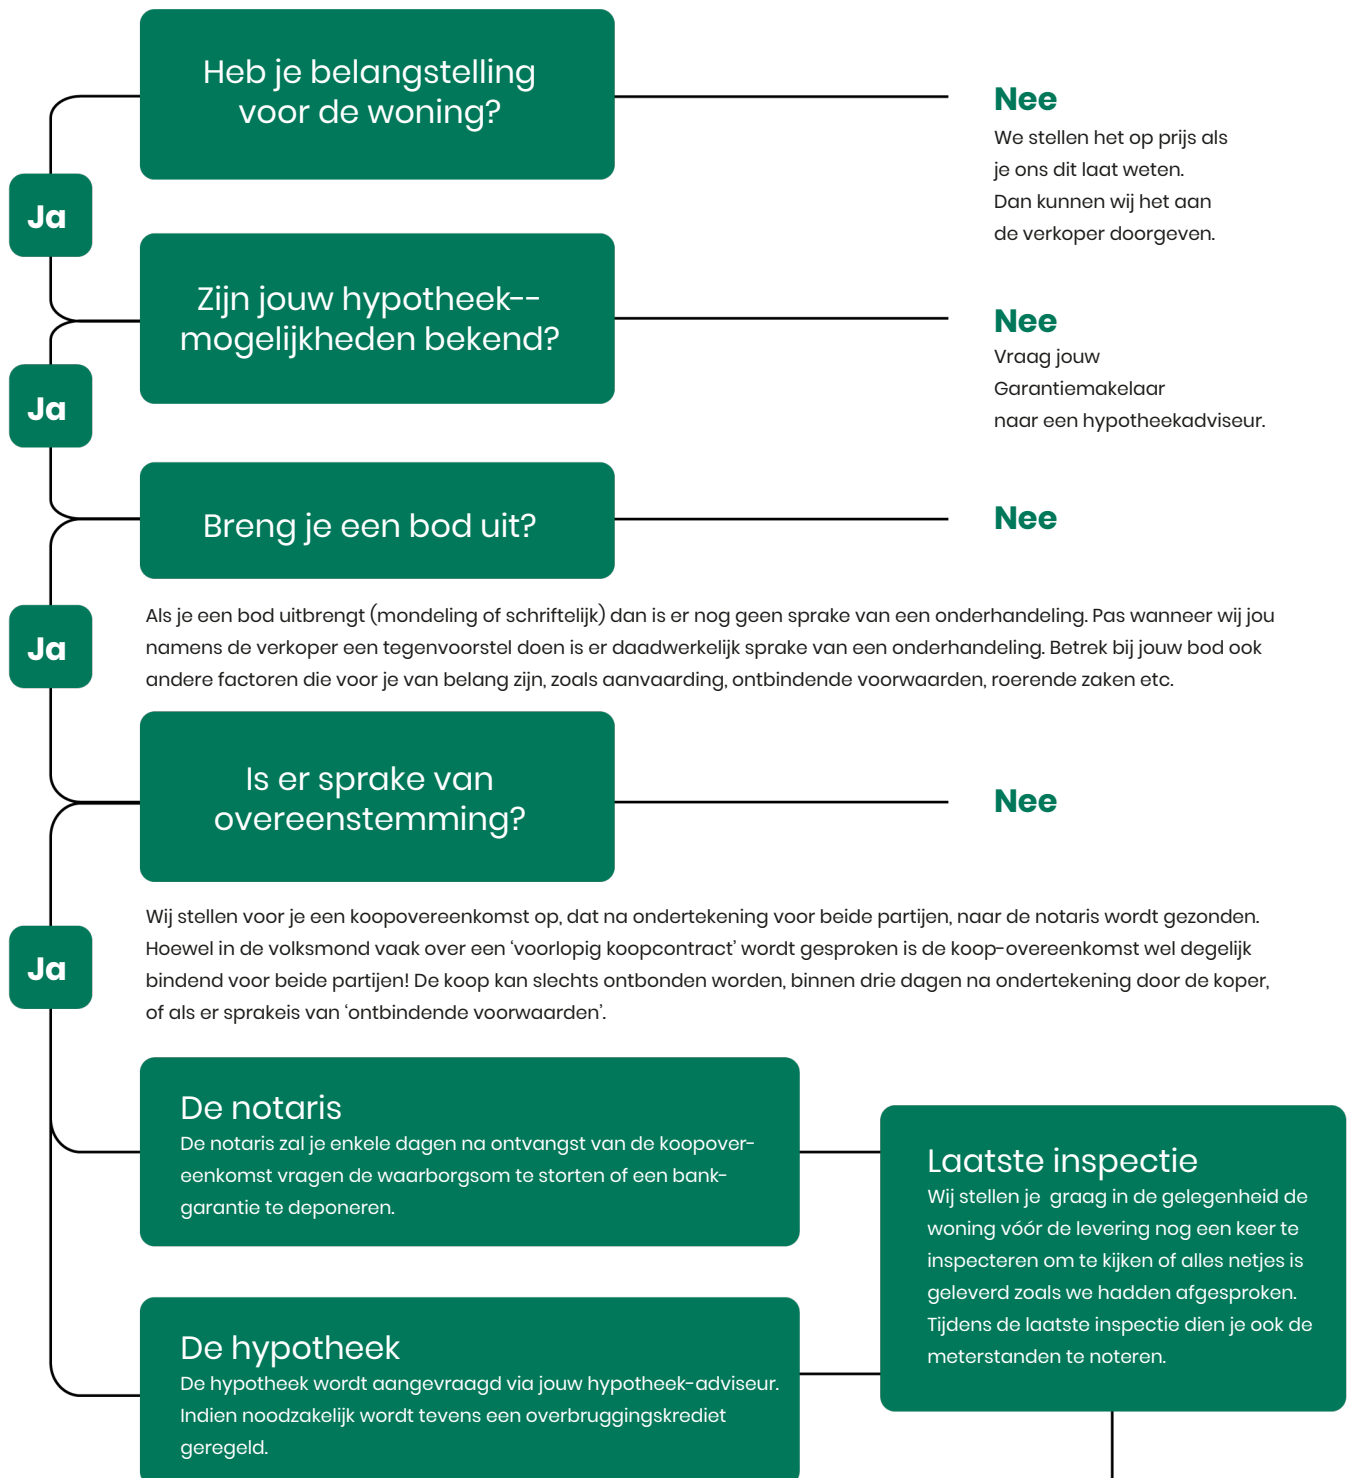 Heb je belangstelling
voor de woning?
Nee
We stellen het op prijs als
je ons dit laat weten.
Dan kunnen wij het aan
de verkoper doorgeven.
Ja
Zijn jouw hypotheek--
mogelijkheden bekend?
Nee
Vraag jouw
Garantiemakelaar
naar een hypotheekadviseur.
Ja
Breng je een bod uit?
Nee
Ja
Als je een bod uitbrengt (mondeling of schriftelijk) dan is er nog geen sprake van een onderhandeling. Pas wanneer wij jou
namens de verkoper een tegenvoorstel doen is er daadwerkelijk sprake van een onderhandeling. Betrek bij jouw bod ook
andere factoren die voor je van belang zijn, zoals aanvaarding, ontbindende voorwaarden, roerende zaken etc.
Is er sprake van
overeenstemming?
Nee
Ja
Wij stellen voor je een koopovereenkomst op, dat na ondertekening voor beide partijen, naar de notaris wordt gezonden.
Hoewel in de volksmond vaak over een ‘voorlopig koopcontract’ wordt gesproken is de koop-overeenkomst wel degelijk
bindend voor beide partijen! De koop kan slechts ontbonden worden, binnen drie dagen na ondertekening door de koper,
of als er sprakeis van ‘ontbindende voorwaarden’.
De notaris
De notaris zal je enkele dagen na ontvangst van de koopover-
eenkomst vragen de waarborgsom te storten of een bank-
garantie te deponeren.
Laatste inspectie
Wij stellen je graag in de gelegenheid de
woning vóór de levering nog een keer te
inspecteren om te kijken of alles netjes is
geleverd zoals we hadden afgesproken.
Tijdens de laatste inspectie dien je ook de
meterstanden te noteren.
De hypotheek
De hypotheek wordt aangevraagd via jouw hypotheek-adviseur.
Indien noodzakelijk wordt tevens een overbruggingskrediet
geregeld.